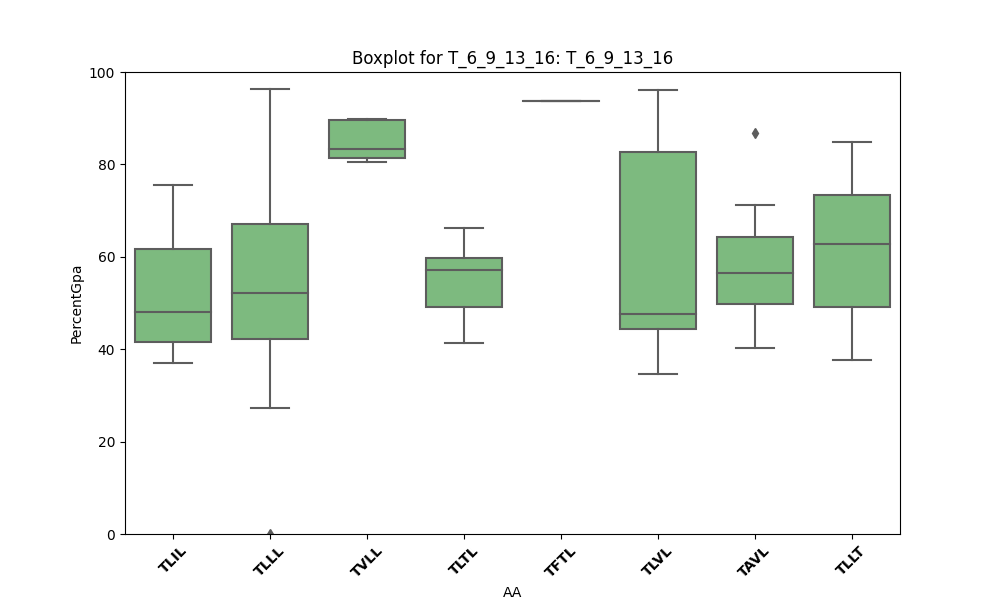 Boxplot for T_6_9_13_16: T_6_9_13_16
100
80
60
40
20
0
PercentGpa
TLIL
TLLL
TVLL
TLTL
TFTL
TLVL
TAVL
TLLT
AA